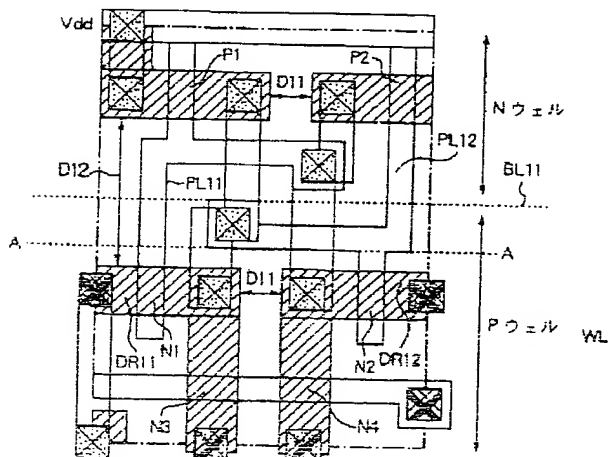 Vdd
P1
P2
D11
Nウェル
PL12
D12
PL11
BL11
A
A
D11
Pウェル
WL
DR11
N1
N2
DR12
N3
N4